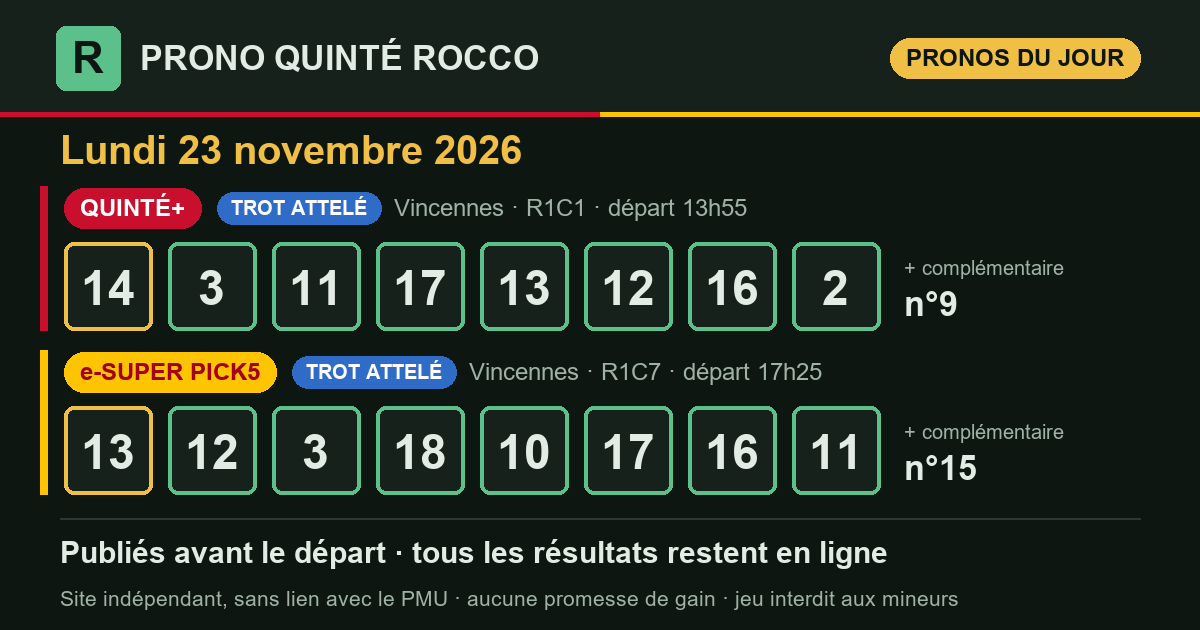 R PRONO QUINTÉ ROCCO PRONOS DU JOUR
Lundi 23 novembre 2026
QUINTÉ+ TROT ATTELÉ Vincennes · R1C1 · départ 13h55
14 3 11 17 13 12 16 2 + complémentaire n°9
e-SUPER PICK5 TROT ATTELÉ Vincennes · R1C7 · départ 17h25
13 12 3 18 10 17 16 11 + complémentaire n°15
Publiés avant le départ · tous les résultats restent en ligne
Site indépendant, sans lien avec le PMU · aucune promesse de gain · jeu interdit aux mineurs